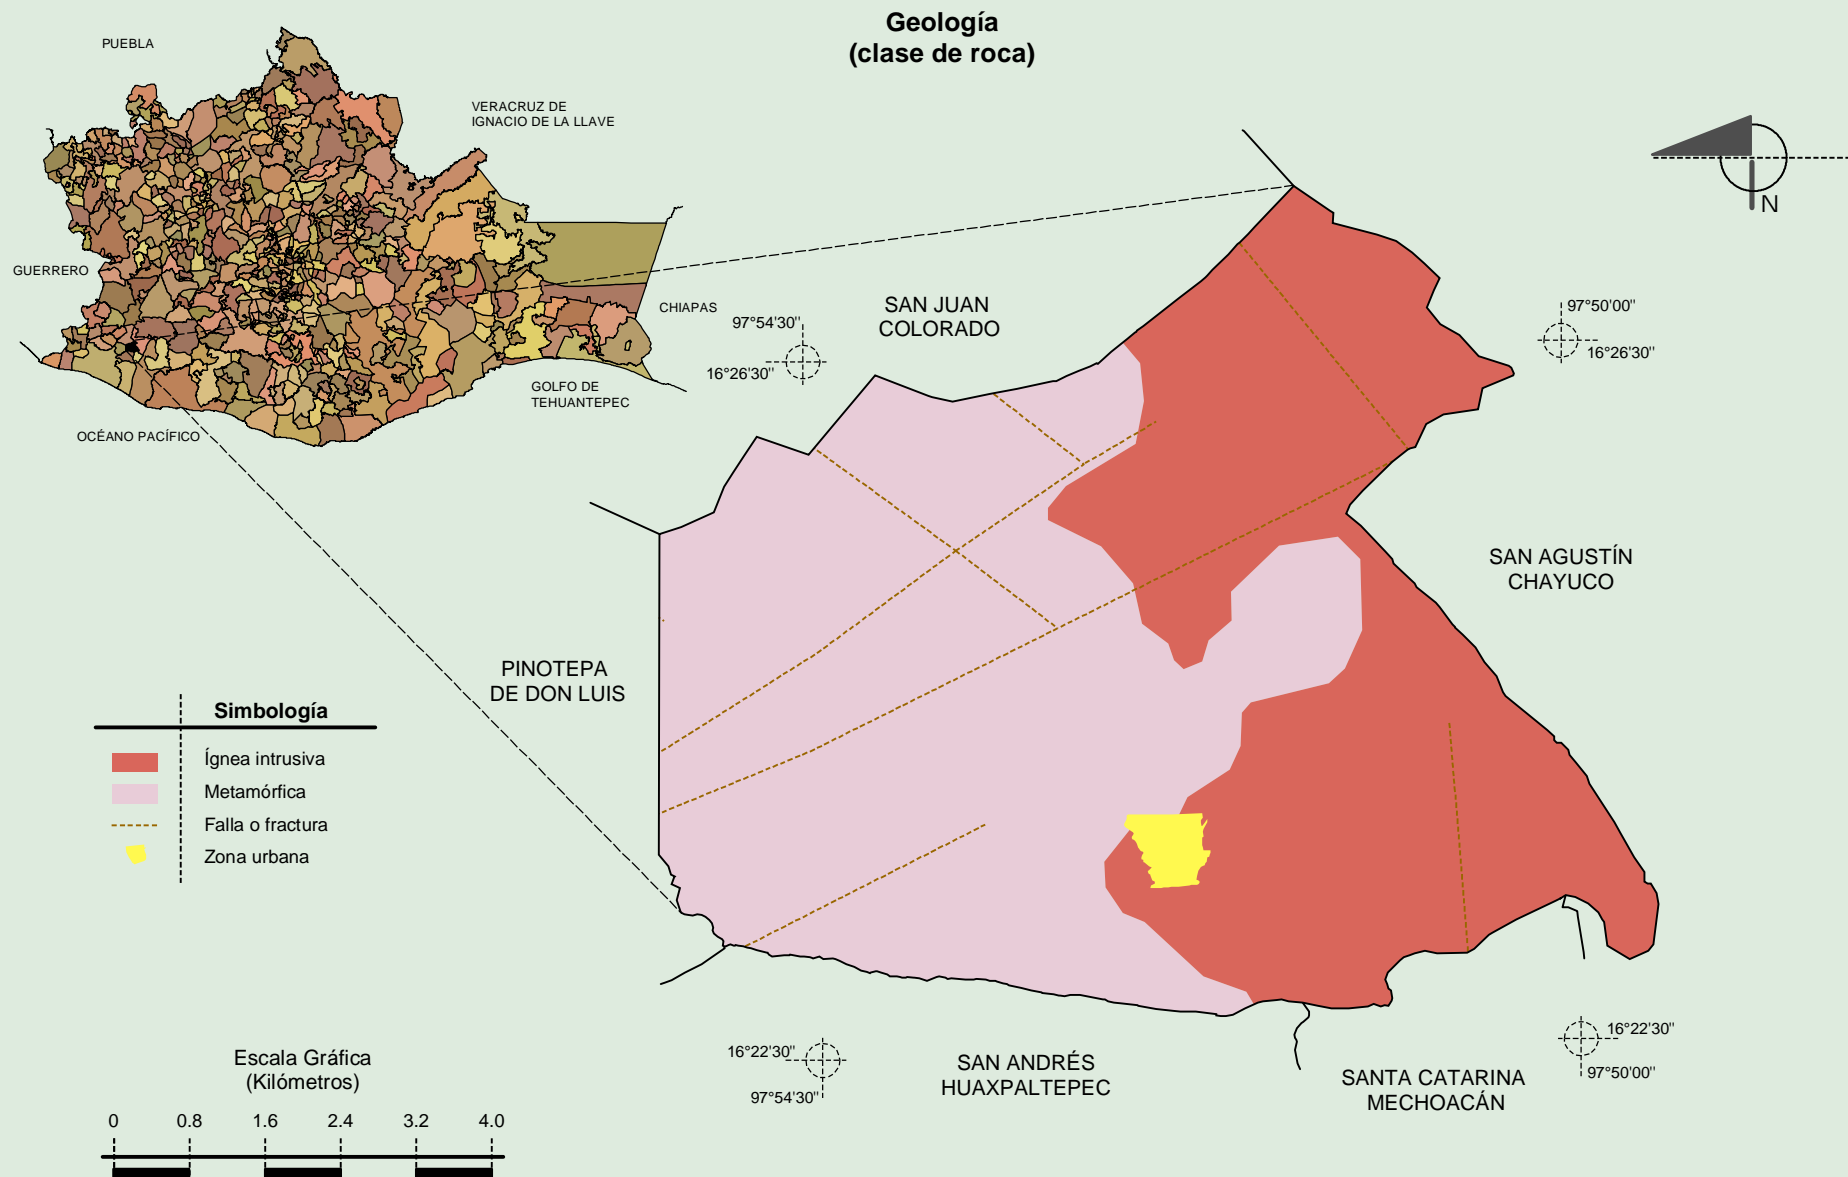 Geología
(clase de roca)
PUEBLA
VERACRUZ DE
IGNACIO DE LA LLAVE
GUERRERO
CHIAPAS
GOLFO DE
TEHUANTEPEC
OCÉANO PACÍFICO
N
SAN JUAN
COLORADO
97°54'30"
16°26'30"
97°50'00"
16°26'30"
SAN AGUSTÍN
CHAYUCO
PINOTEPA
DE DON LUIS
Simbología
Ígnea intrusiva
Metamórfica
Falla o fractura
Zona urbana
16°22'30"
97°54'30"
SAN ANDRÉS
HUAXPALTEPEC
SANTA CATARINA
MECHOACÁN
16°22'30"
97°50'00"
Escala Gráfica
(Kilómetros)
0 0.8 1.6 2.4 3.2 4.0